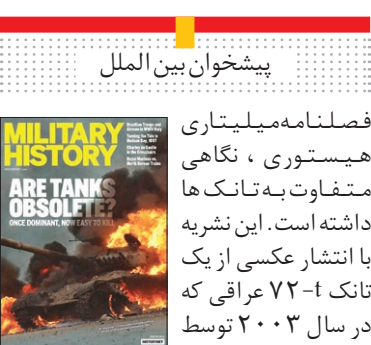 پیشخوان بین الملل
فصلنامه میلیتاری
هیستوری ، نگاهی
متفاوت به تانک ها
داشته است. این نشریه
با انتشار عکسی از یک
تانک t-۷۲ عراقی که
در سال ۲۰۰۳ توسط
MILITARY
HISTORY
ARE TANKS
OBSOLETE?
ONCE DOMINANT, NOW EASY TO KILL